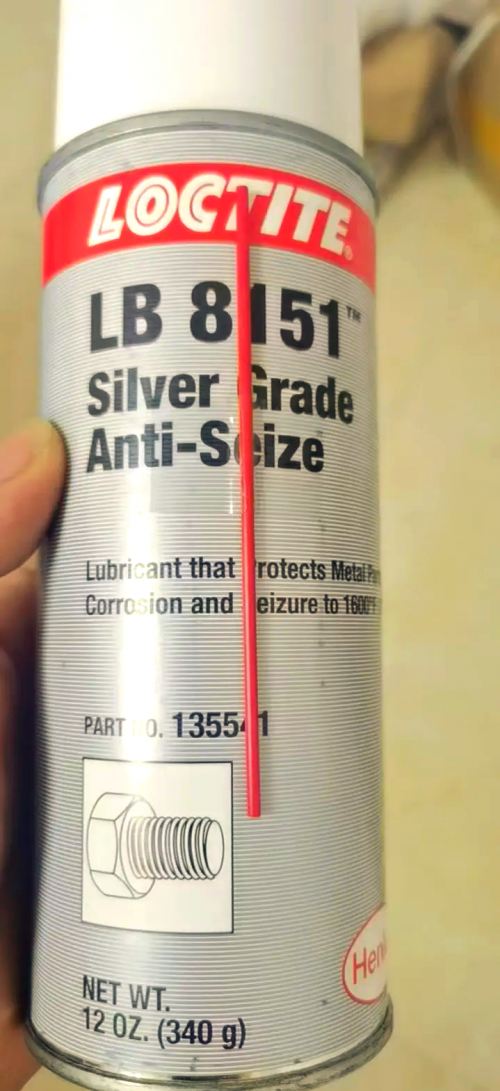 LOCTITE®
LB 8151™
Silver Grade
Anti-Seize
Lubricant that Protects Metal
Corrosion and Seizure to 1600°F
PART NO. 135541
NET WT.
12 OZ. (340 g)